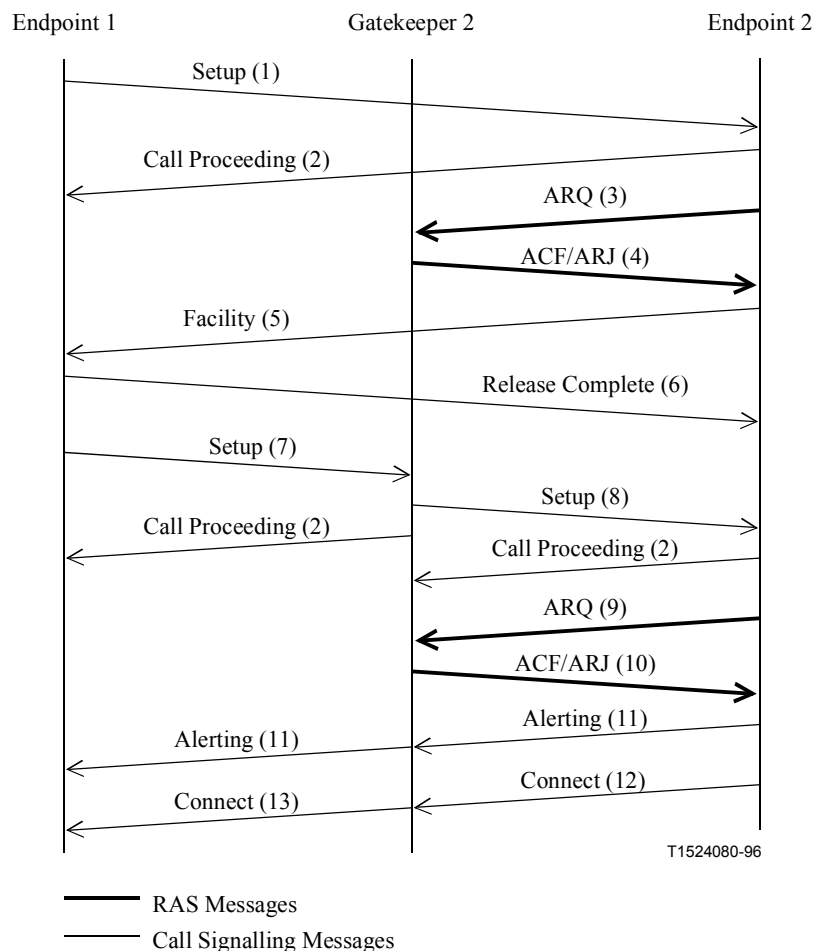 Endpoint 1
Gatekeeper 2
Endpoint 2
Setup (1)
Call Proceeding (2)
ARQ (3)
ACF/ARJ (4)
Facility (5)
Release Complete (6)
Setup (7)
Setup (8)
Call Proceeding (2)
Call Proceeding (2)
ARQ (9)
ACF/ARJ (10)
Alerting (11)
Alerting (11)
Connect (12)
Connect (13)
T1524080-96
RAS Messages
Call Signalling Messages